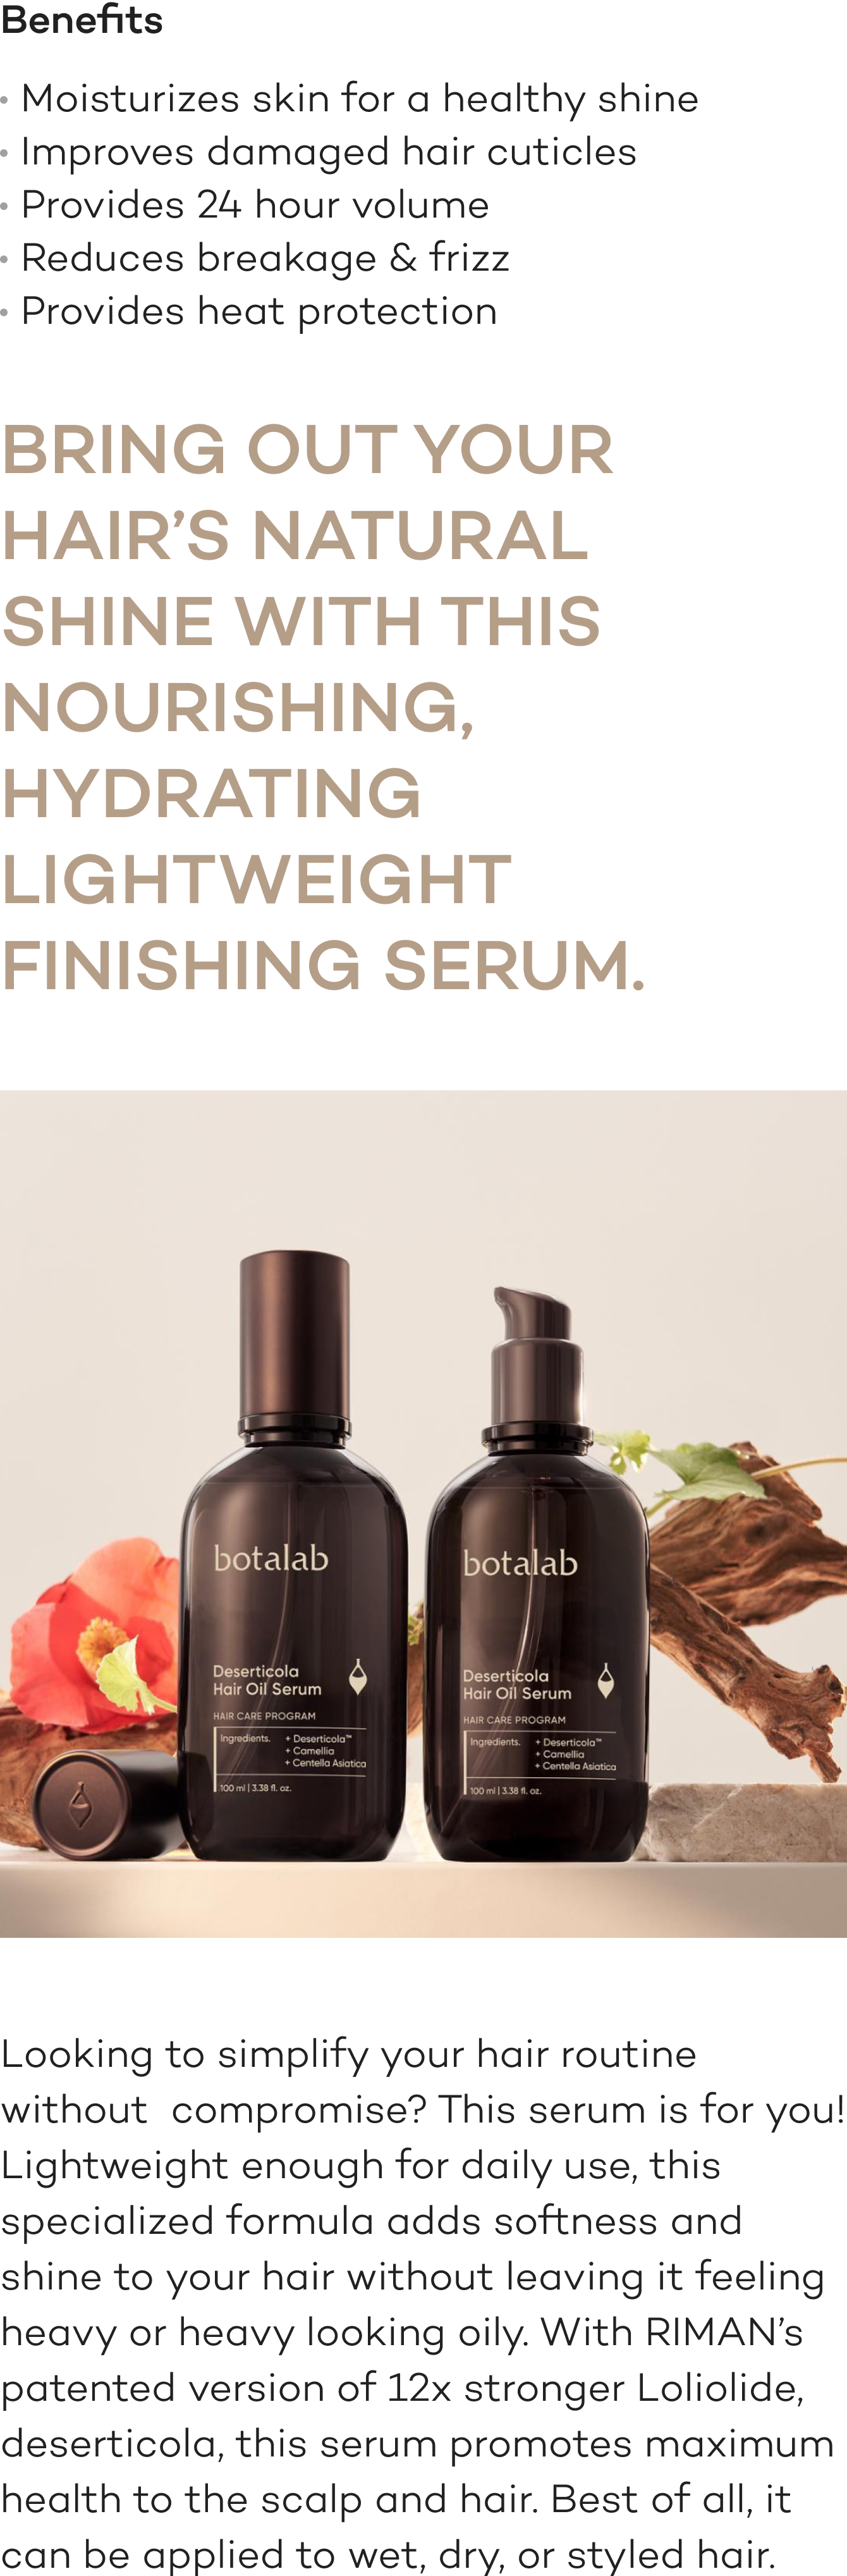 Benefits
• Moisturizes skin for a healthy shine
• Improves damaged hair cuticles
• Provides 24 hour volume
• Reduces breakage & frizz
• Provides heat protection
BRING OUT YOUR
HAIR’S NATURAL
SHINE WITH THIS
NOURISHING,
HYDRATING
LIGHTWEIGHT
FINISHING SERUM.
botalab
Deserticola
Hair Oil Serum
HAIR CARE PROGRAM
Ingredients. + Deserticola™
+ Camellia
+ Centella Asiatica
100 ml | 3.38 fl. oz.
botalab
Deserticola
Hair Oil Serum
HAIR CARE PROGRAM
Ingredients. + Deserticola™
+ Camellia
+ Centella Asiatica
100 ml | 3.38 fl. oz.
Looking to simplify your hair routine
without  compromise? This serum is for you!
Lightweight enough for daily use, this
specialized formula adds softness and
shine to your hair without leaving it feeling
heavy or heavy looking oily. With RIMAN’s
patented version of 12x stronger Loliolide,
deserticola, this serum promotes maximum
health to the scalp and hair. Best of all, it
can be applied to wet, dry, or styled hair.